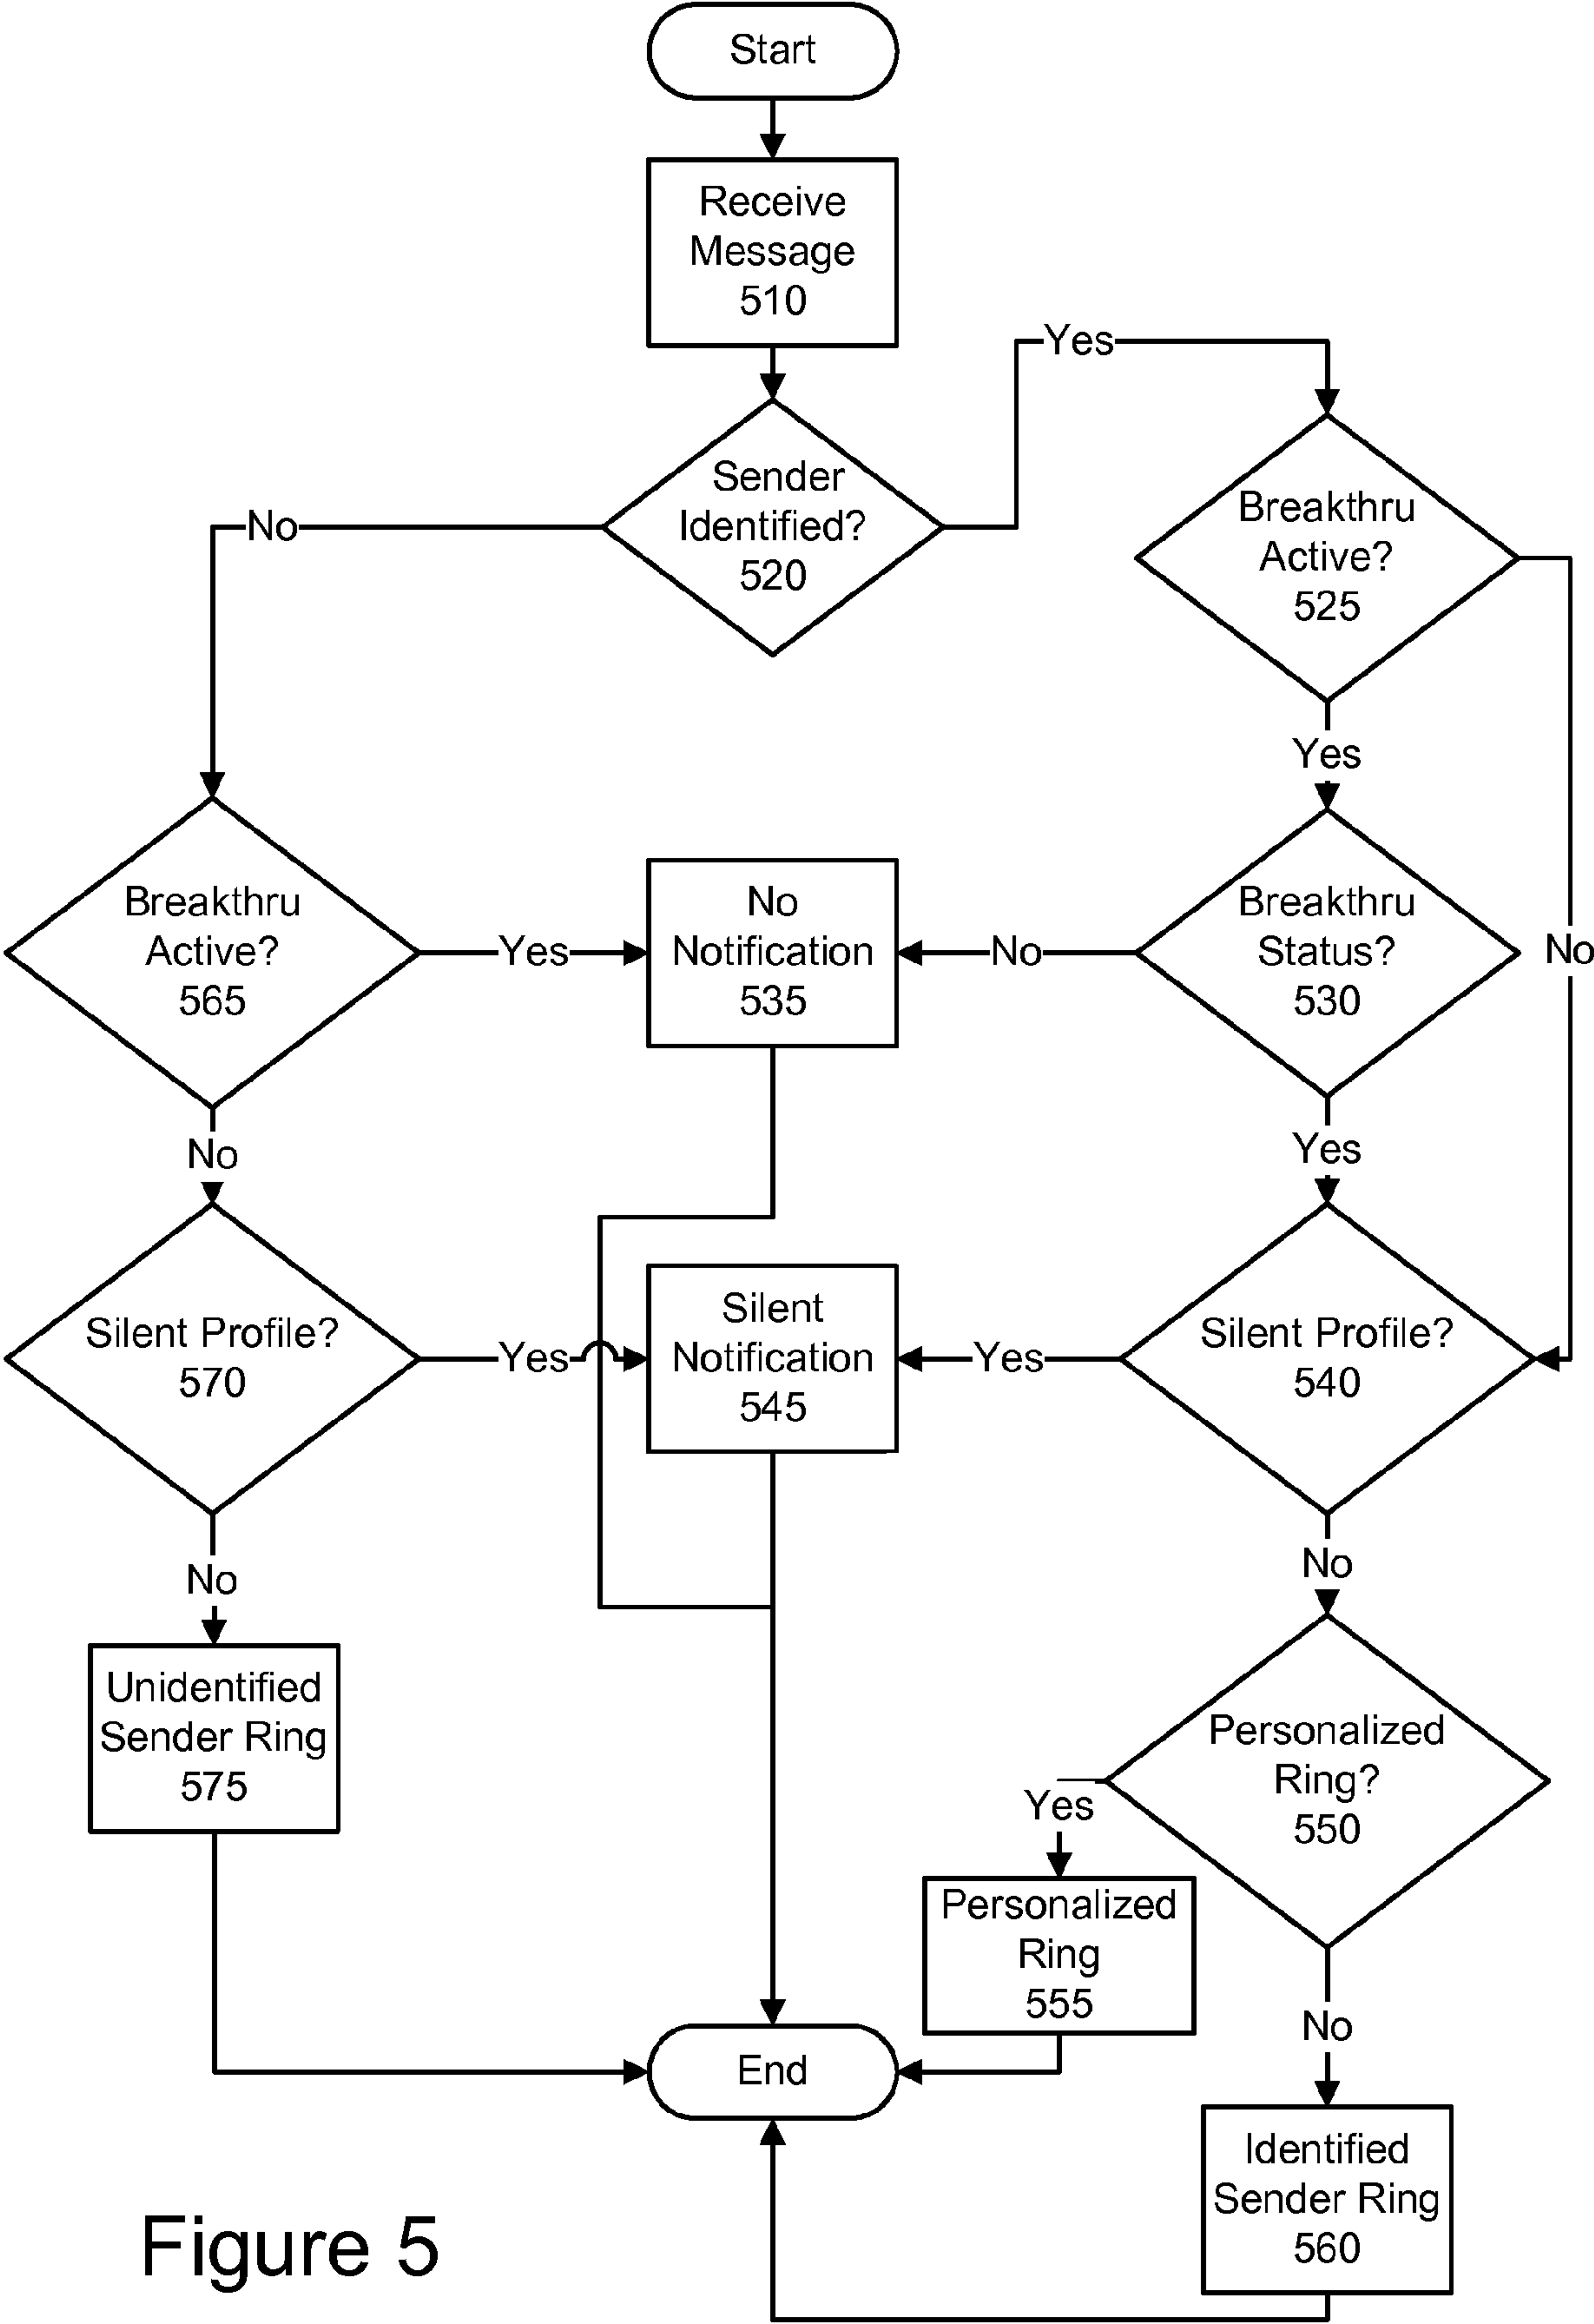 Start
Receive
Message
510
Yes
Sender
Identified?
520
No
Breakthru
Active?
525
Yes
No
Breakthru
Active?
565
Yes
No
Notification
535
No
Breakthru
Status?
530
No
Yes
Silent Profile?
570
Yes
Silent
Notification
545
Yes
Silent Profile?
540
No
No
Unidentified
Sender Ring
575
Personalized
Ring?
550
Yes
Personalized
Ring
555
No
End
Identified
Sender Ring
560
Figure 5